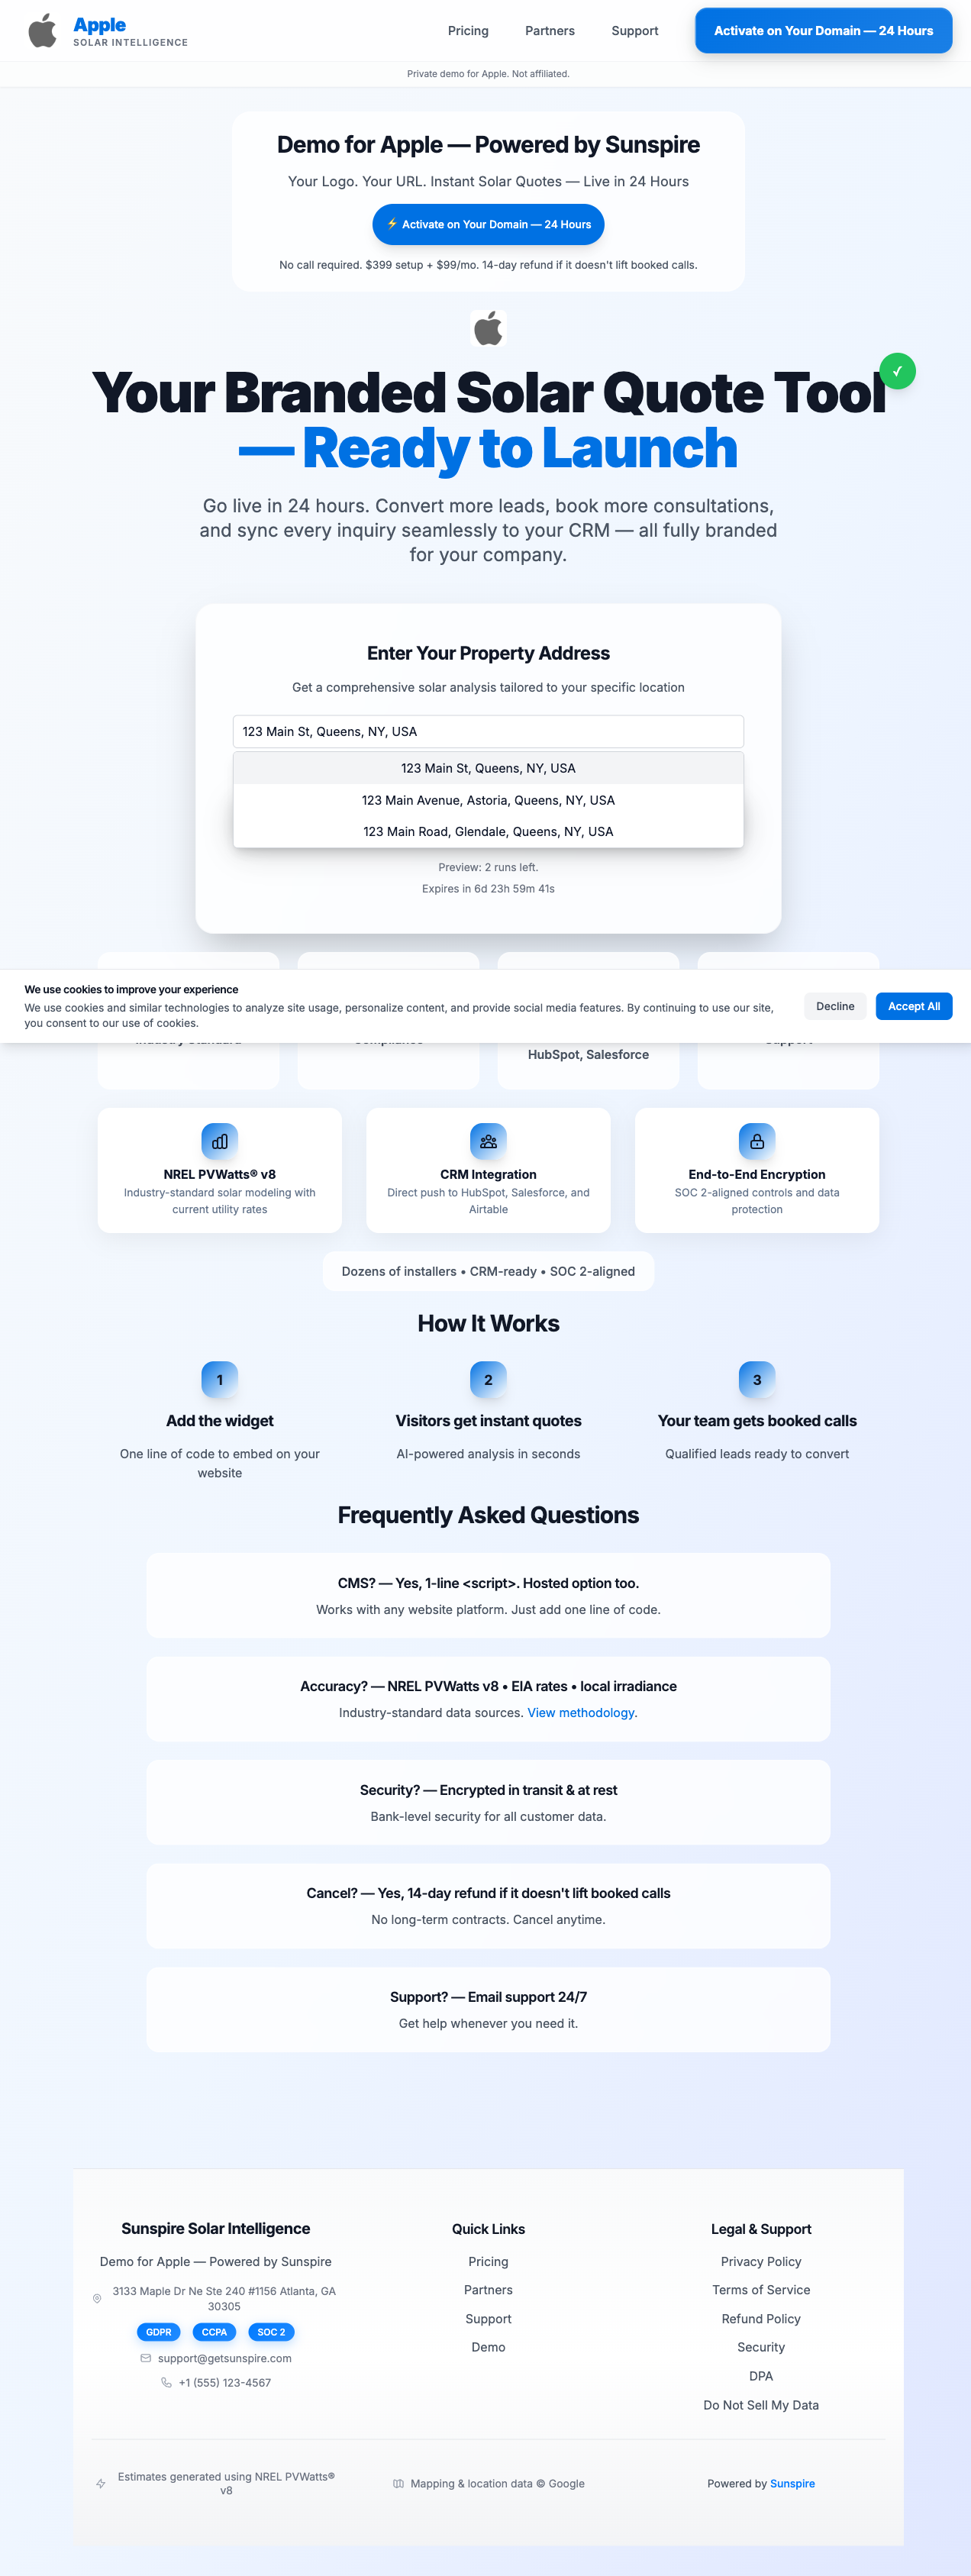 Apple
SOLAR INTELLIGENCE
Pricing
Partners
Support
Activate on Your Domain — 24 Hours
Private demo for Apple. Not affiliated.
Demo for Apple — Powered by Sunspire
Your Logo. Your URL. Instant Solar Quotes — Live in 24 Hours
⚡ Activate on Your Domain — 24 Hours
No call required. $399 setup + $99/mo. 14-day refund if it doesn't lift booked calls.
✓
Your Branded Solar Quote Tool
— Ready to Launch
Go live in 24 hours. Convert more leads, book more consultations,
and sync every inquiry seamlessly to your CRM — all fully branded
for your company.
Enter Your Property Address
Get a comprehensive solar analysis tailored to your specific location
123 Main St, Queens, NY, USA
123 Main St, Queens, NY, USA
123 Main Avenue, Astoria, Queens, NY, USA
123 Main Road, Glendale, Queens, NY, USA
Preview: 2 runs left.
Expires in 6d 23h 59m 41s
We use cookies to improve your experience
We use cookies and similar technologies to analyze site usage, personalize content, and provide social media features. By continuing to use our site,
you consent to our use of cookies.
Decline
Accept All
HubSpot, Salesforce
NREL PVWatts® v8
Industry-standard solar modeling with
current utility rates
CRM Integration
Direct push to HubSpot, Salesforce, and
Airtable
End-to-End Encryption
SOC 2-aligned controls and data
protection
Dozens of installers • CRM-ready • SOC 2-aligned
How It Works
1
Add the widget
One line of code to embed on your
website
2
Visitors get instant quotes
AI-powered analysis in seconds
3
Your team gets booked calls
Qualified leads ready to convert
Frequently Asked Questions
CMS? — Yes, 1-line <script>. Hosted option too.
Works with any website platform. Just add one line of code.
Accuracy? — NREL PVWatts v8 • EIA rates • local irradiance
Industry-standard data sources. View methodology.
Security? — Encrypted in transit & at rest
Bank-level security for all customer data.
Cancel? — Yes, 14-day refund if it doesn't lift booked calls
No long-term contracts. Cancel anytime.
Support? — Email support 24/7
Get help whenever you need it.
Sunspire Solar Intelligence
Demo for Apple — Powered by Sunspire
3133 Maple Dr Ne Ste 240 #1156 Atlanta, GA
30305
GDPR
CCPA
SOC 2
support@getsunspire.com
+1 (555) 123-4567
Quick Links
Pricing
Partners
Support
Demo
Legal & Support
Privacy Policy
Terms of Service
Refund Policy
Security
DPA
Do Not Sell My Data
Estimates generated using NREL PVWatts®
v8
Mapping & location data © Google
Powered by Sunspire